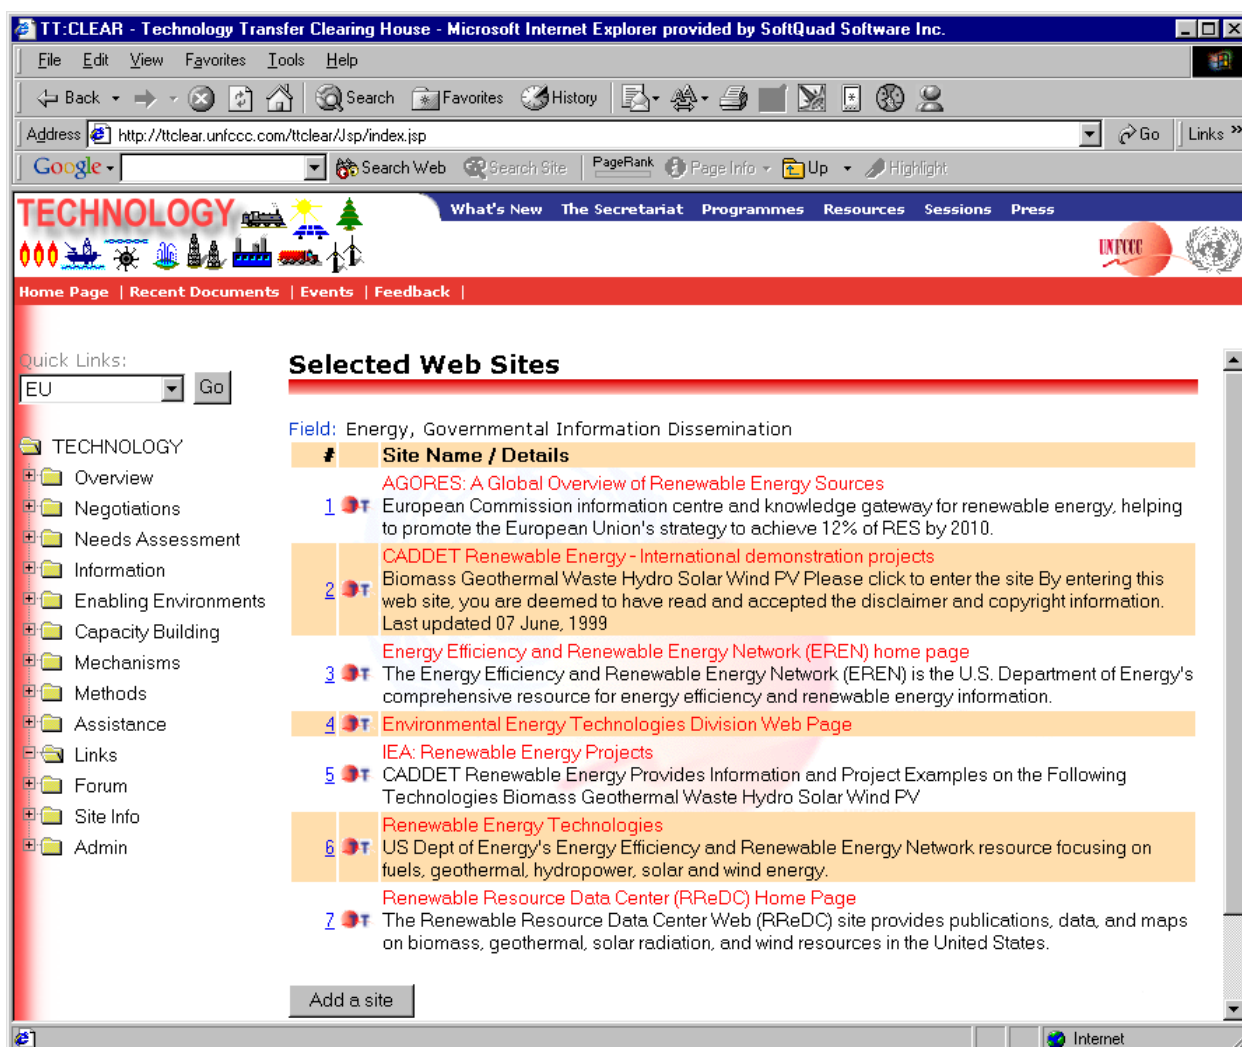 TT:CLEAR - Technology Transfer Clearing House - Microsoft Internet Explorer provided by SoftQuad Software Inc.
File Edit View Favorites Tools Help
Back Search Favorites History
Address http://ttclear.unfccc.com/ttclear/Jsp/index.jsp Go Links »
Google Search Web Search Site PageRank Page Info Up Highlight
TECHNOLOGY
What's New The Secretariat Programmes Resources Sessions Press
UNFCCC
Home Page | Recent Documents | Events | Feedback |
Quick Links:
EU Go
TECHNOLOGY
Overview
Negotiations
Needs Assessment
Information
Enabling Environments
Capacity Building
Mechanisms
Methods
Assistance
Links
Forum
Site Info
Admin
Selected Web Sites
Field: Energy, Governmental Information Dissemination
# Site Name / Details
AGORES: A Global Overview of Renewable Energy Sources
1 T European Commission information centre and knowledge gateway for renewable energy, helping
to promote the European Union's strategy to achieve 12% of RES by 2010.
CADDET Renewable Energy - International demonstration projects
Biomass Geothermal Waste Hydro Solar Wind PV Please click to enter the site By entering this
2 T web site, you are deemed to have read and accepted the disclaimer and copyright information.
Last updated 07 June, 1999
Energy Efficiency and Renewable Energy Network (EREN) home page
3 T The Energy Efficiency and Renewable Energy Network (EREN) is the U.S. Department of Energy's
comprehensive resource for energy efficiency and renewable energy information.
4 T Environmental Energy Technologies Division Web Page
IEA: Renewable Energy Projects
5 T CADDET Renewable Energy Provides Information and Project Examples on the Following
Technologies Biomass Geothermal Waste Hydro Solar Wind PV
Renewable Energy Technologies
6 T US Dept of Energy's Energy Efficiency and Renewable Energy Network resource focusing on
fuels, geothermal, hydropower, solar and wind energy.
Renewable Resource Data Center (RReDC) Home Page
7 T The Renewable Resource Data Center Web (RReDC) site provides publications, data, and maps
on biomass, geothermal, solar radiation, and wind resources in the United States.
Add a site
Internet